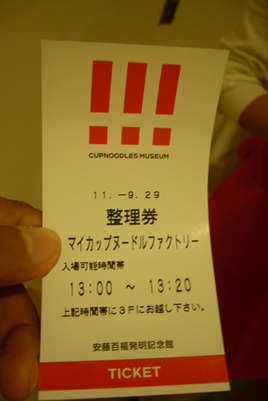 !!!
CUPNOODLES MUSEUM
11.-9.29
整理券
マイカップヌードルファクトリー
入場可能時間帯
13:00 ～ 13:20
上記時間帯に3Fにお越し下さい。
安藤百福発明記念館
TICKET